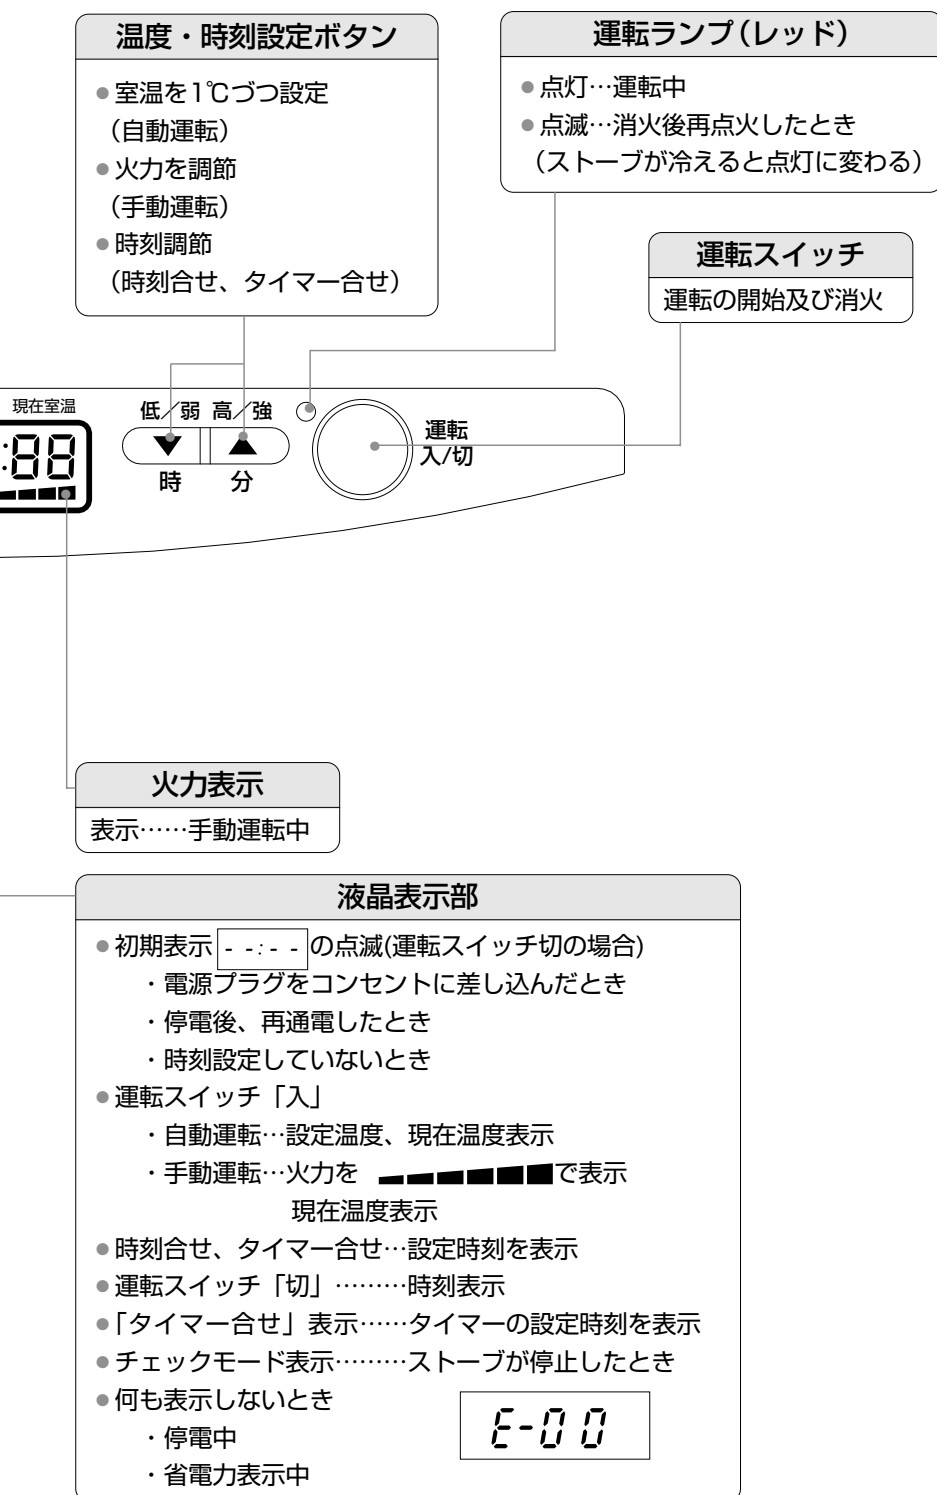 温度・時刻設定ボタン
●室温を1℃づつ設定
（自動運転）
●火力を調節
（手動運転）
●時刻調節
（時刻合せ、タイマー合せ）
運転ランプ（レッド）
●点灯…運転中
●点滅…消火後再点火したとき
（ストーブが冷えると点灯に変わる）
運転スイッチ
運転の開始及び消火
現在室温
:88
低／弱 高／強
▼ ▲
時 分
運転
入/切
火力表示
表示……手動運転中
液晶表示部
●初期表示 - -:- - の点滅(運転スイッチ切の場合)
・電源プラグをコンセントに差し込んだとき
・停電後、再通電したとき
・時刻設定していないとき
●運転スイッチ「入」
・自動運転…設定温度、現在温度表示
・手動運転…火力を で表示
現在温度表示
●時刻合せ、タイマー合せ…設定時刻を表示
●運転スイッチ「切」………時刻表示
●「タイマー合せ」表示……タイマーの設定時刻を表示
●チェックモード表示………ストーブが停止したとき
●何も表示しないとき
・停電中
・省電力表示中
E-00